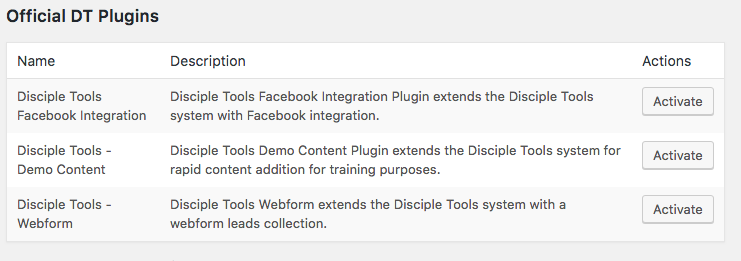 Official DT Plugins
Name Description Actions
Disciple Tools Facebook Integration
Disciple Tools Facebook Integration Plugin extends the Disciple Tools
system with Facebook integration.
Activate
Disciple Tools -
Demo Content
Disciple Tools Demo Content Plugin extends the Disciple Tools system for
rapid content addition for training purposes.
Activate
Disciple Tools -
Webform
Disciple Tools Webform extends the Disciple Tools system with a
webform leads collection.
Activate